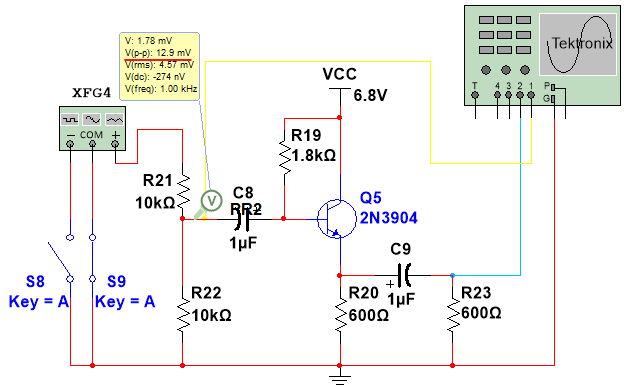 V: 1.78 mV
V(p-p): 12.9 mV
V(rms): 4.57 mV
V(dc): -274 nV
V(freq): 1.00 kHz
Tektronix
T 4 3 2 1
P
G
XFG4
COM
VCC
6.8V
R19
1.8kΩ
R21
10kΩ
V
C8
1µF
Q5
2N3904
C9
+
1µF
S8
Key = A
S9
Key = A
R22
10kΩ
R20
600Ω
R23
600Ω